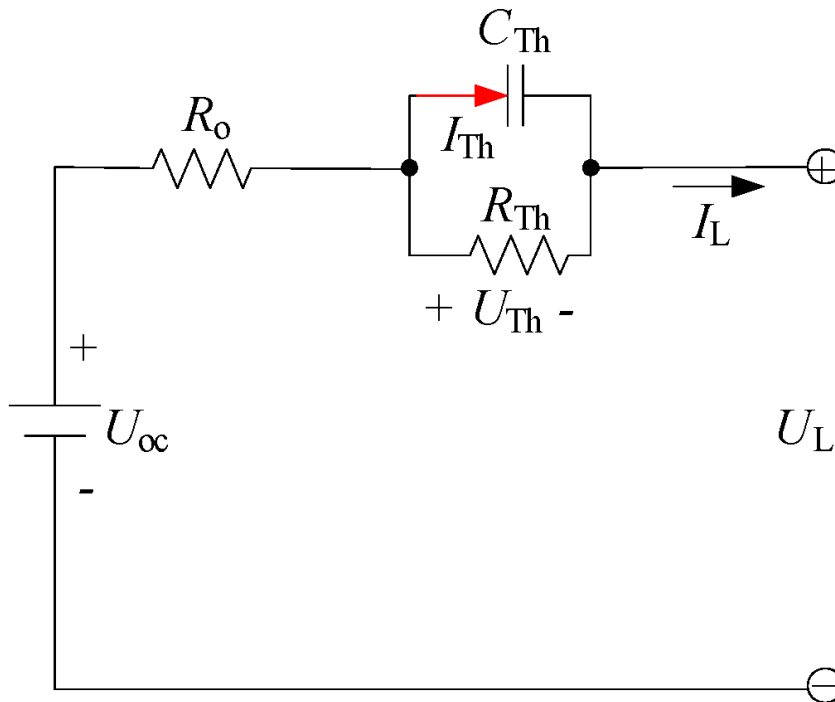 C_Th
R_o
I_Th
R_Th
I_L
+ U_Th -
+
U_oc
U_L
-